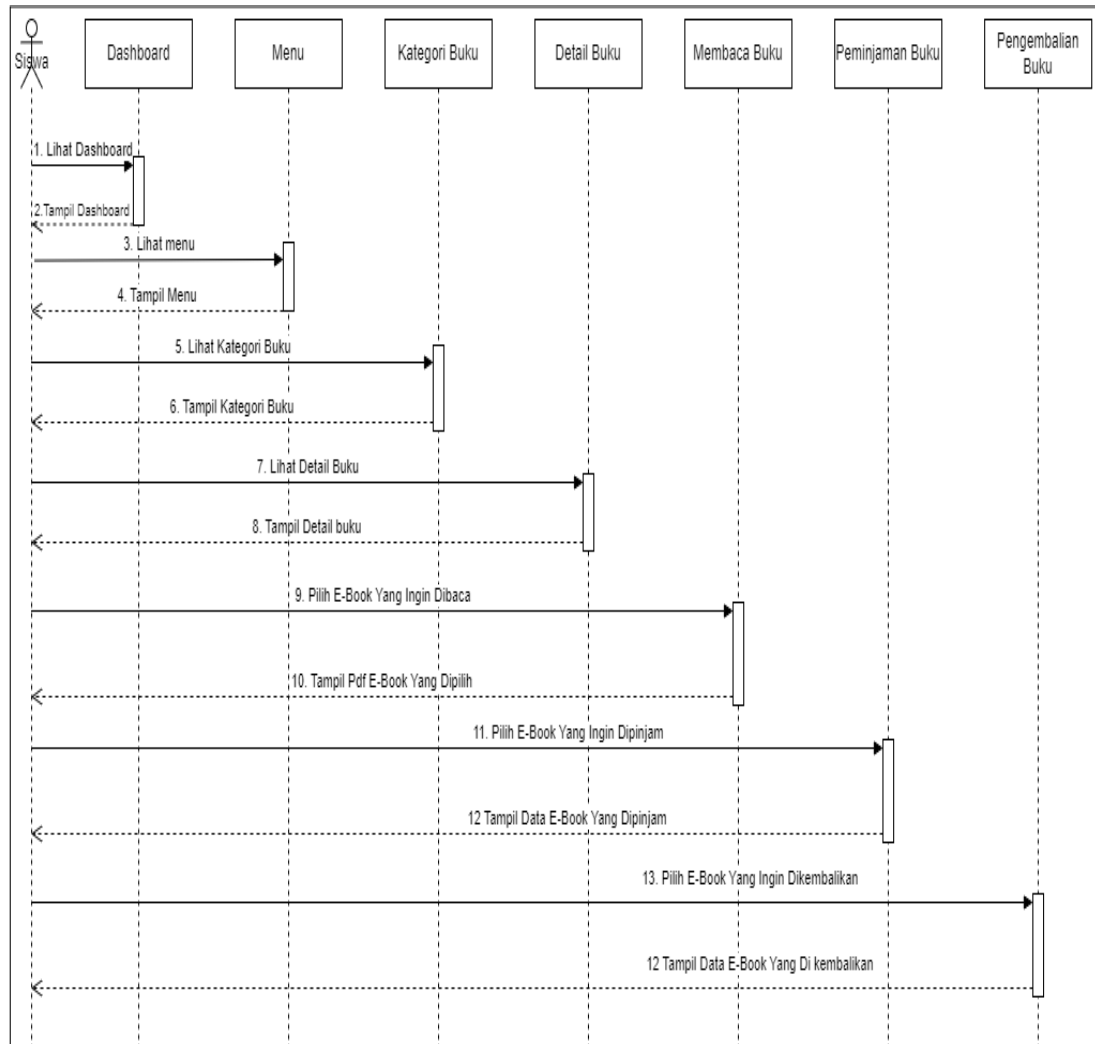 Siswa
Dashboard
Menu
Kategori Buku
Detail Buku
Membaca Buku
Peminjaman Buku
Pengembalian
Buku
1. Lihat Dashboard
2.Tampil Dashboard
3. Lihat menu
4. Tampil Menu
5. Lihat Kategori Buku
6. Tampil Kategori Buku
7. Lihat Detail Buku
8. Tampil Detail buku
9. Pilih E-Book Yang Ingin Dibaca
10. Tampil Pdf E-Book Yang Dipilih
11. Pilih E-Book Yang Ingin Dipinjam
12 Tampil Data E-Book Yang Dipinjam
13. Pilih E-Book Yang Ingin Dikembalikan
12 Tampil Data E-Book Yang Di kembalikan